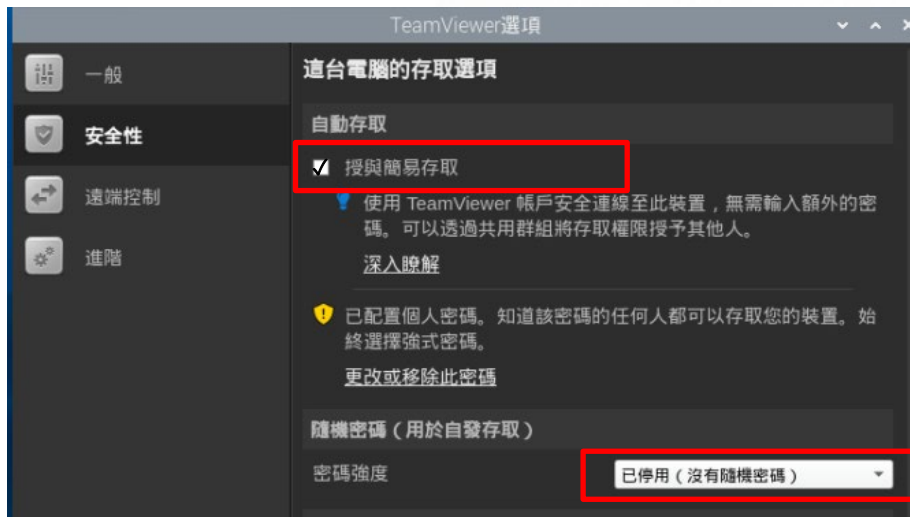 TeamViewer選項
一般
安全性
遠端控制
進階
這台電腦的存取選項
自動存取
授與簡易存取
使用 TeamViewer 帳戶安全連線至此裝置，無需輸入額外的密
碼。可以透過共用群組將存取權限授予其他人。
深入瞭解
已配置個人密碼。知道該密碼的任何人都可以存取您的裝置。始
終選擇強式密碼。
更改或移除此密碼
隨機密碼（用於自發存取）
密碼強度
已停用（沒有隨機密碼）